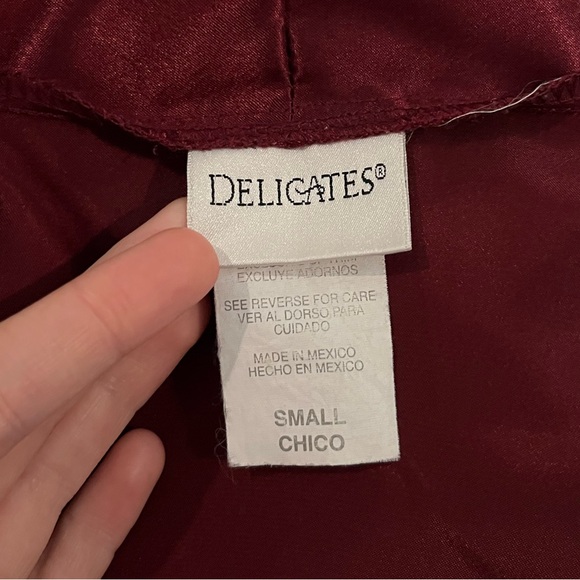 DELICATES®
EXCLUYE ADORNOS
SEE REVERSE FOR CARE
VER AL DORSO PARA
CUIDADO
MADE IN MEXICO
HECHO EN MEXICO
SMALL
CHICO